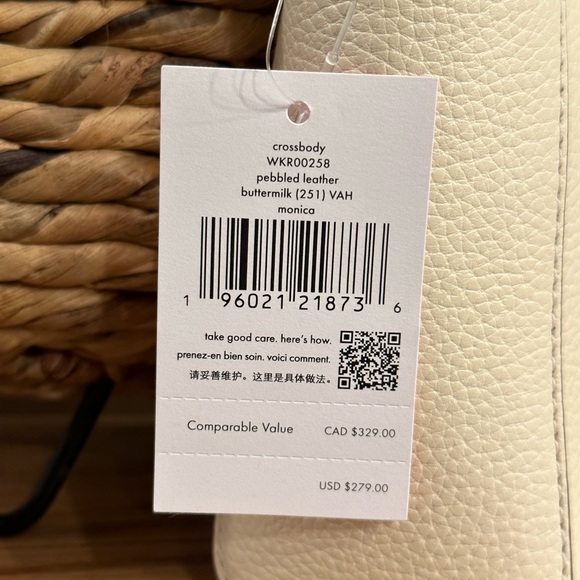 crossbody
WKR00258
pebbled leather
buttermilk (251) VAH
monica
1 96021 21873 6
take good care. here's how.
prenez-en bien soin. voici comment.
请妥善维护。这里是具体做法。
Comparable Value CAD $329.00
USD $279.00